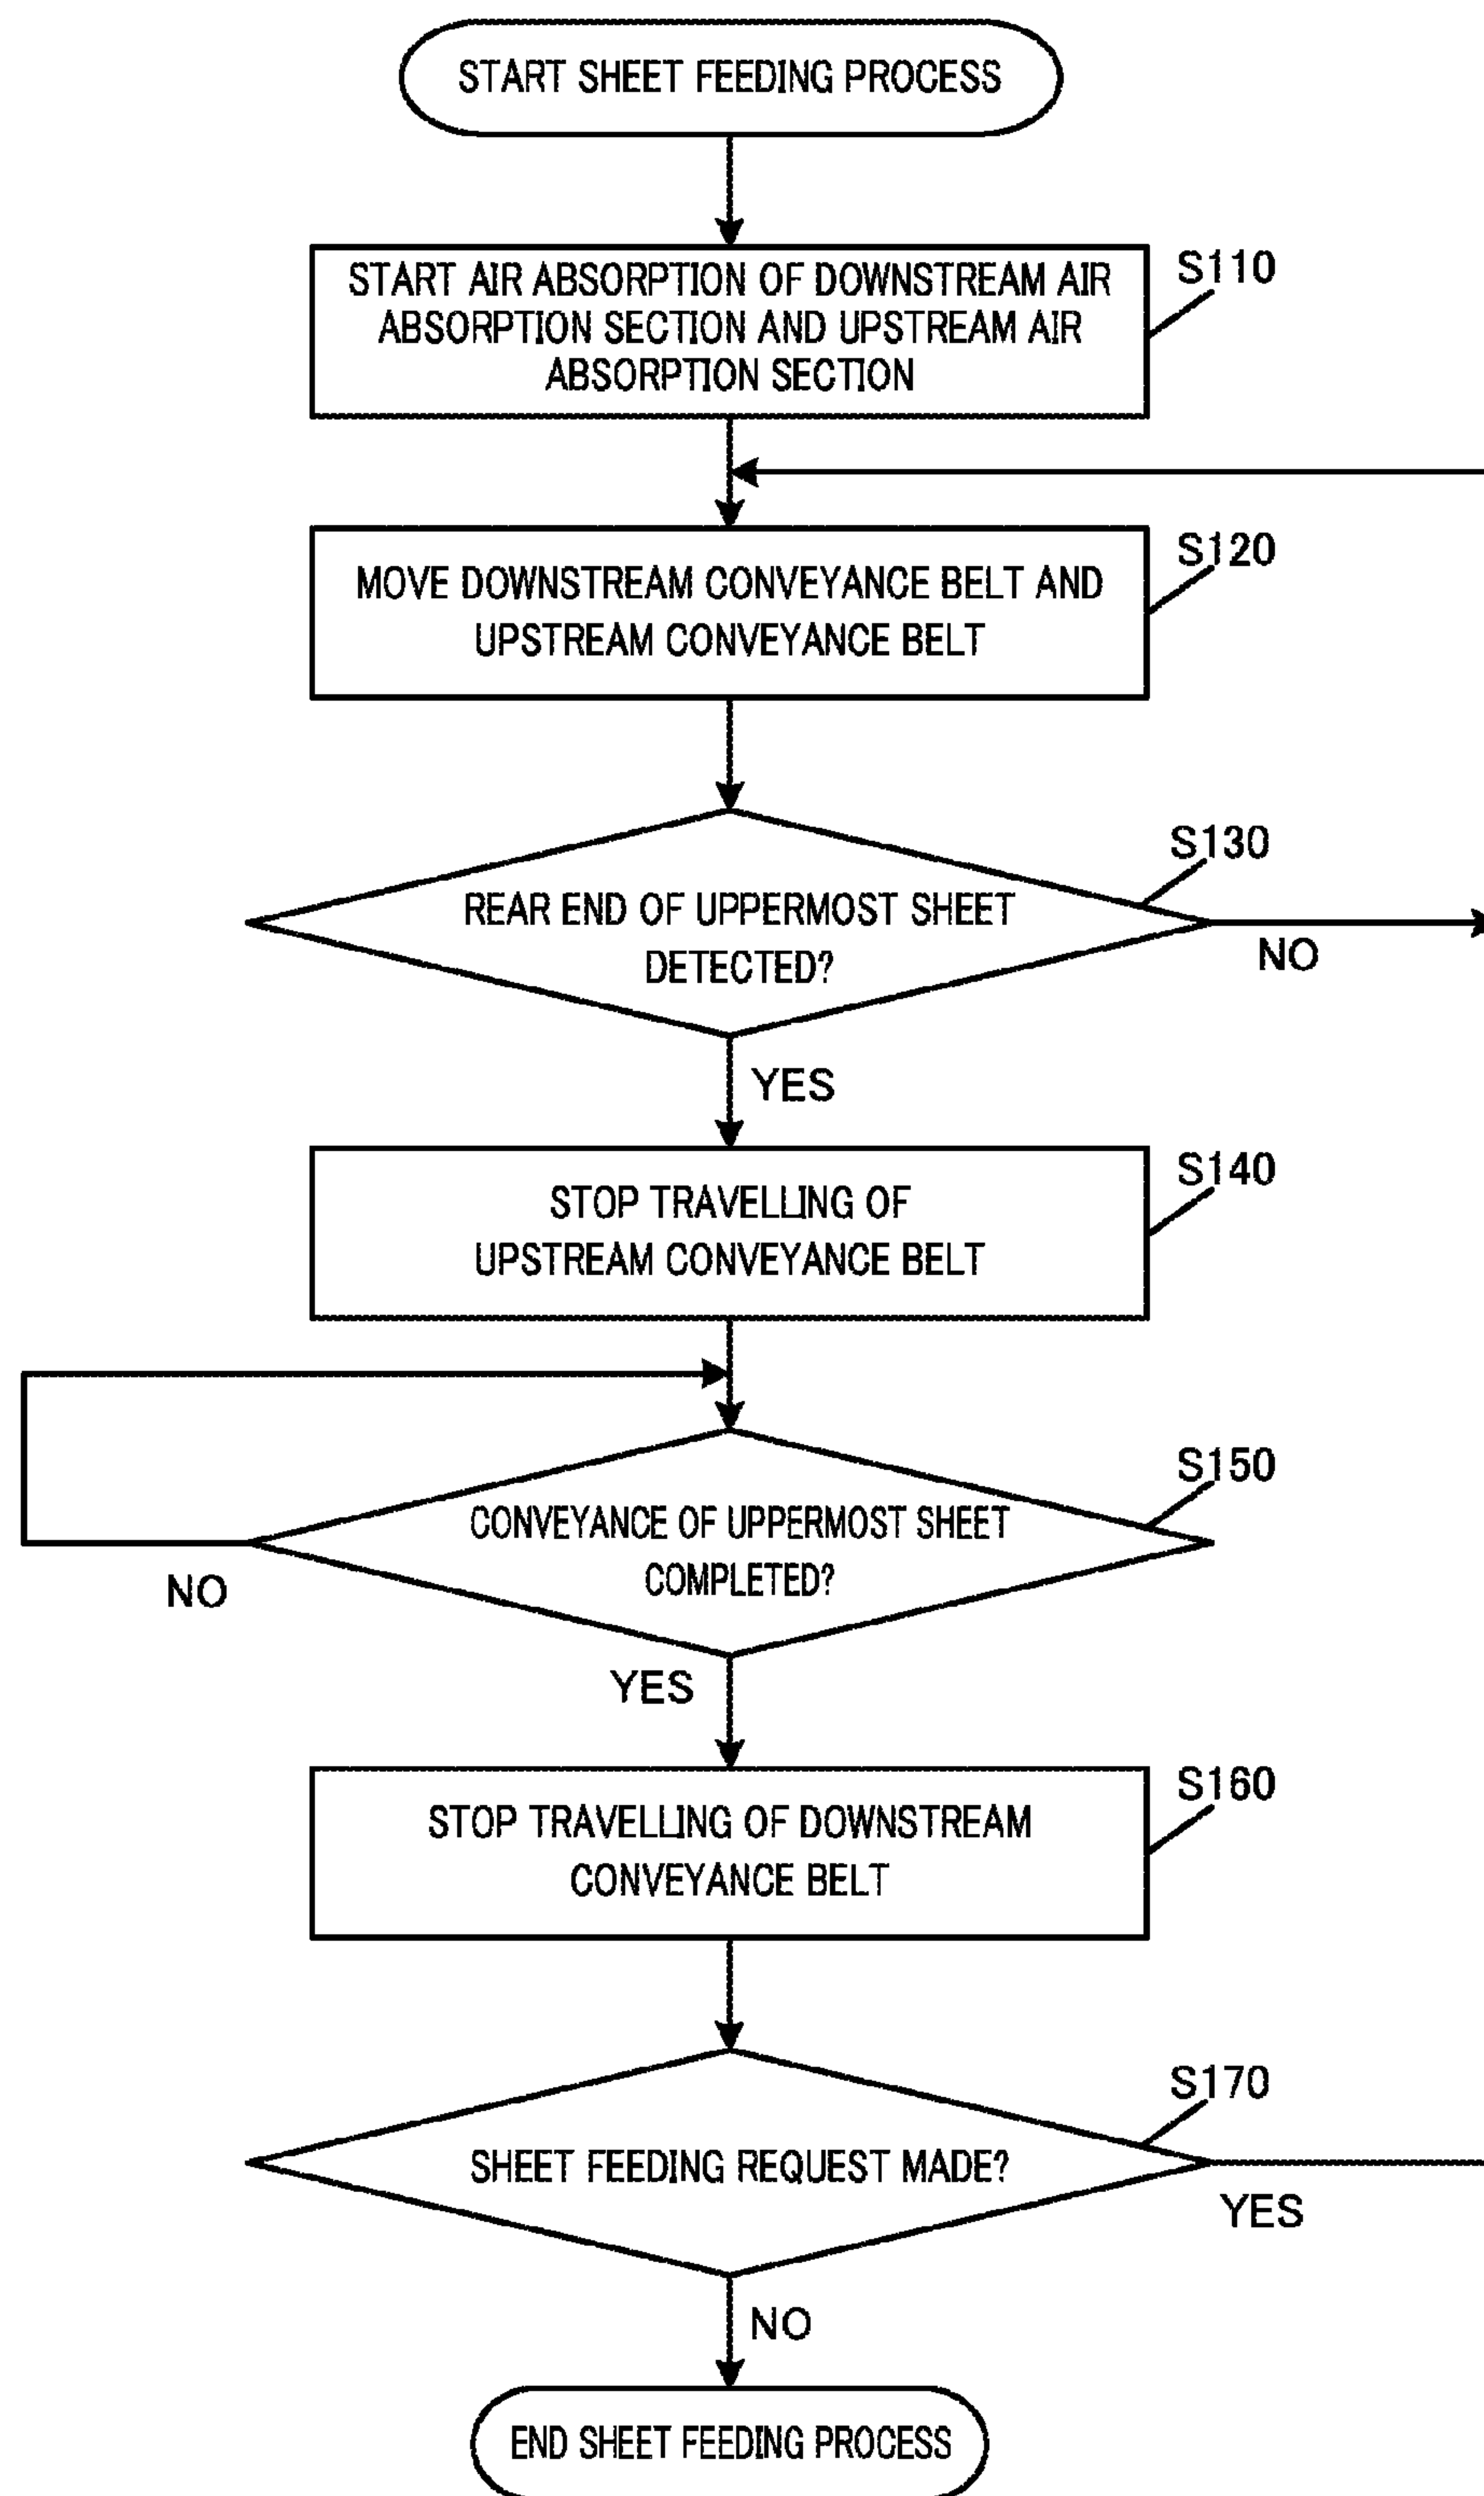 START SHEET FEEDING PROCESS
S110
START AIR ABSORPTION OF DOWNSTREAM AIR
ABSORPTION SECTION AND UPSTREAM AIR
ABSORPTION SECTION
S120
MOVE DOWNSTREAM CONVEYANCE BELT AND
UPSTREAM CONVEYANCE BELT
S130
REAR END OF UPPERMOST SHEET
DETECTED?
NO
YES
S140
STOP TRAVELLING OF
UPSTREAM CONVEYANCE BELT
S150
CONVEYANCE OF UPPERMOST SHEET
COMPLETED?
NO
YES
S160
STOP TRAVELLING OF DOWNSTREAM
CONVEYANCE BELT
S170
SHEET FEEDING REQUEST MADE?
YES
NO
END SHEET FEEDING PROCESS